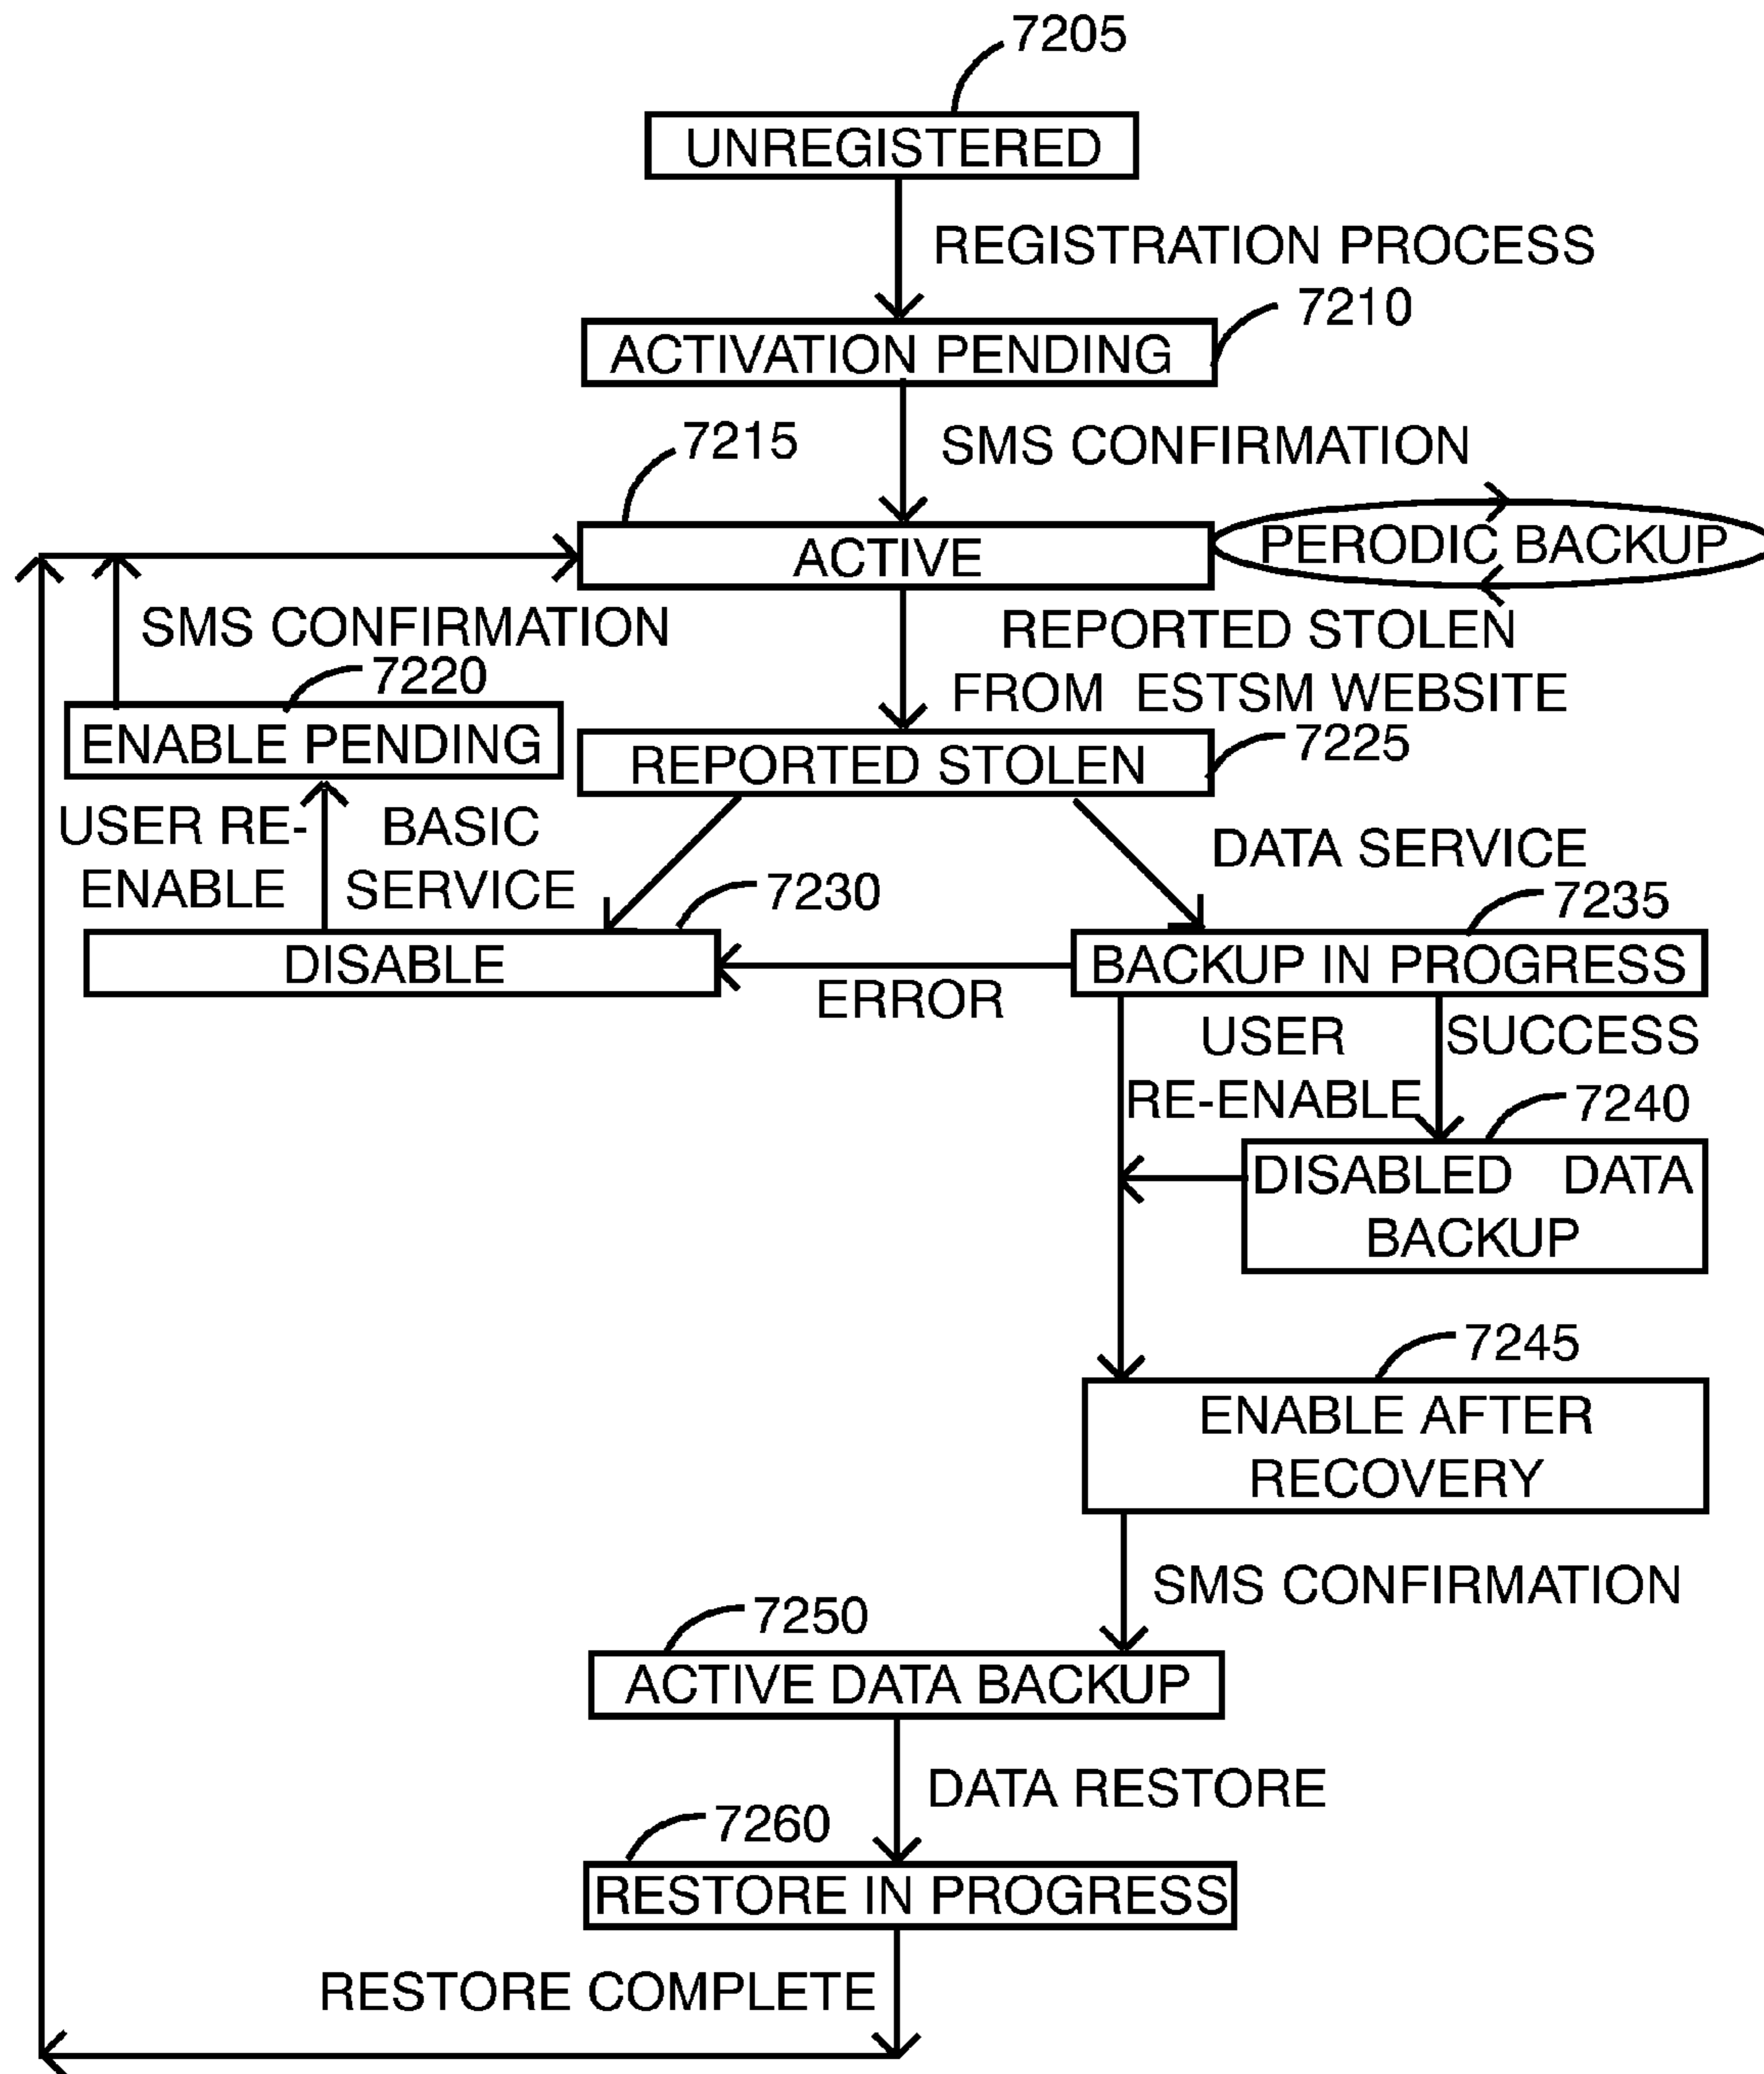 7205
UNREGISTERED
REGISTRATION PROCESS
7210
ACTIVATION PENDING
7215
SMS CONFIRMATION
ACTIVE
PERODIC BACKUP
SMS CONFIRMATION
REPORTED STOLEN
FROM ESTSM WEBSITE
7220
ENABLE PENDING
7225
REPORTED STOLEN
USER RE-
ENABLE
BASIC
SERVICE
DATA SERVICE
7230
7235
DISABLE
BACKUP IN PROGRESS
ERROR
USER
RE-ENABLE
SUCCESS
7240
DISABLED DATA
BACKUP
7245
ENABLE AFTER
RECOVERY
SMS CONFIRMATION
7250
ACTIVE DATA BACKUP
DATA RESTORE
7260
RESTORE IN PROGRESS
RESTORE COMPLETE